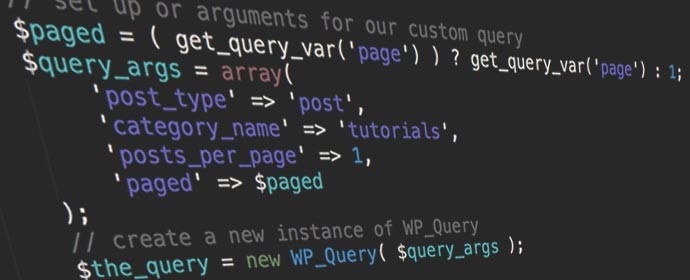 // set up or arguments for our custom query
$paged = ( get_query_var('page') ) ? get_query_var('page') : 1;
$query_args = array(
'post_type' => 'post',
'category_name' => 'tutorials',
'posts_per_page' => 1,
'paged' => $paged
);
// create a new instance of WP_Query
$the_query = new WP_Query( $query_args );